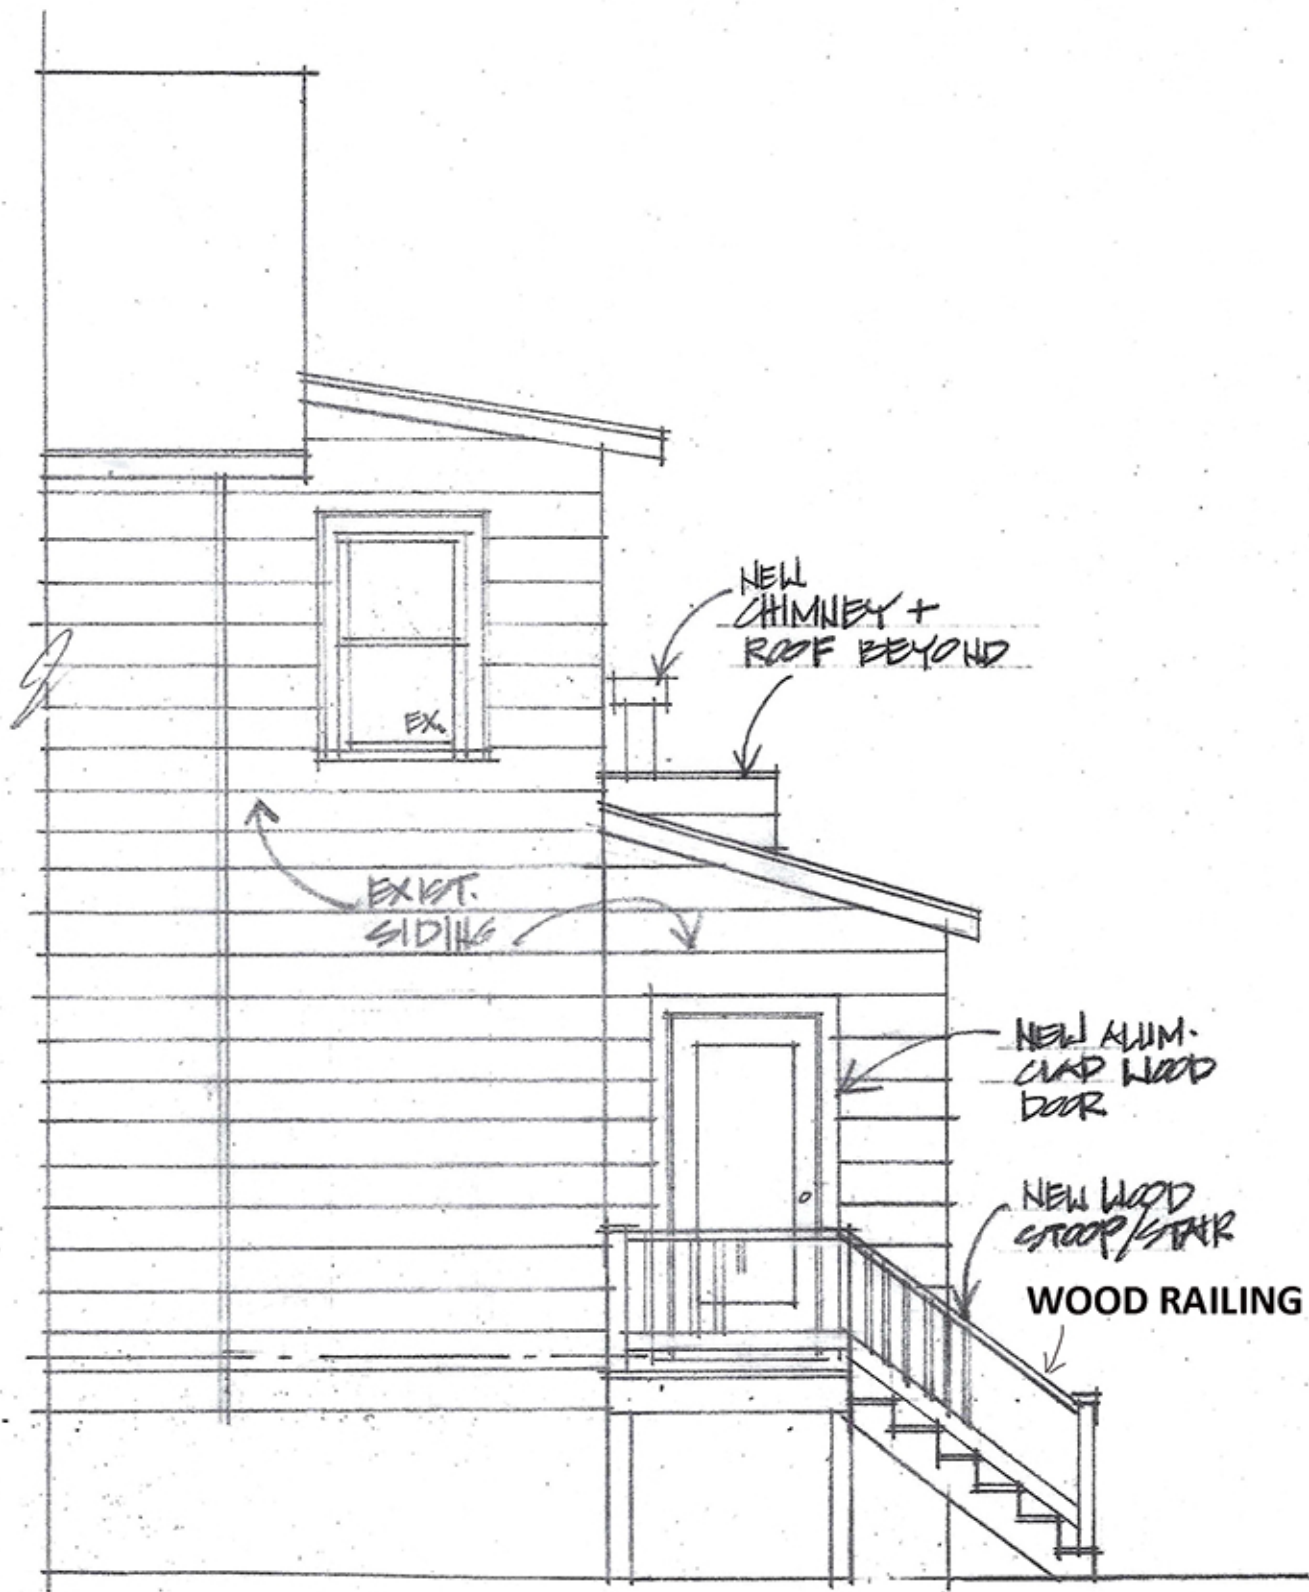 NEW
CHIMNEY +
ROOF BEYOND
EX.
EXIST.
SIDING
NEW ALUM.
CLAD WOOD
DOOR
NEW WOOD
STOOP/STAIR
WOOD RAILING